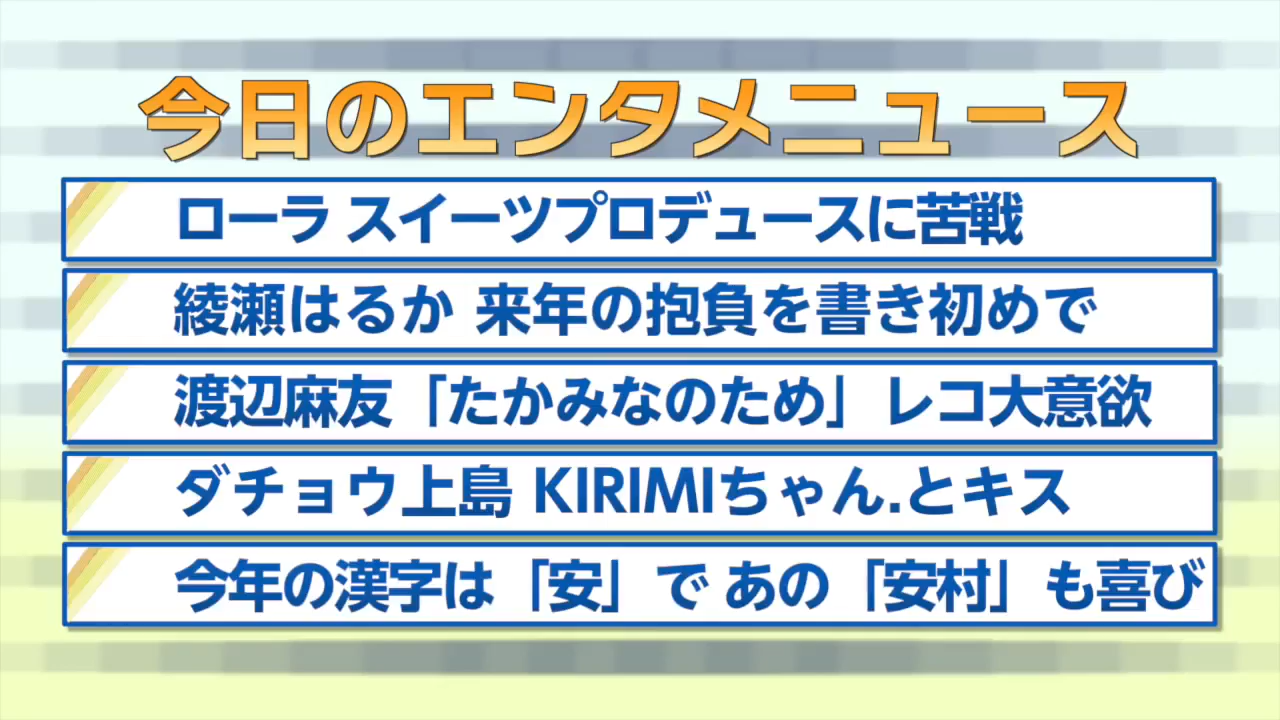 今日のエンタメニュース
ローラ スイーツプロデュースに苦戦
綾瀬はるか 来年の抱負を書き初めで
渡辺麻友「たかみなのため」レコ大意欲
ダチョウ上島 KIRIMIちゃん.とキス
今年の漢字は「安」で あの「安村」も喜び